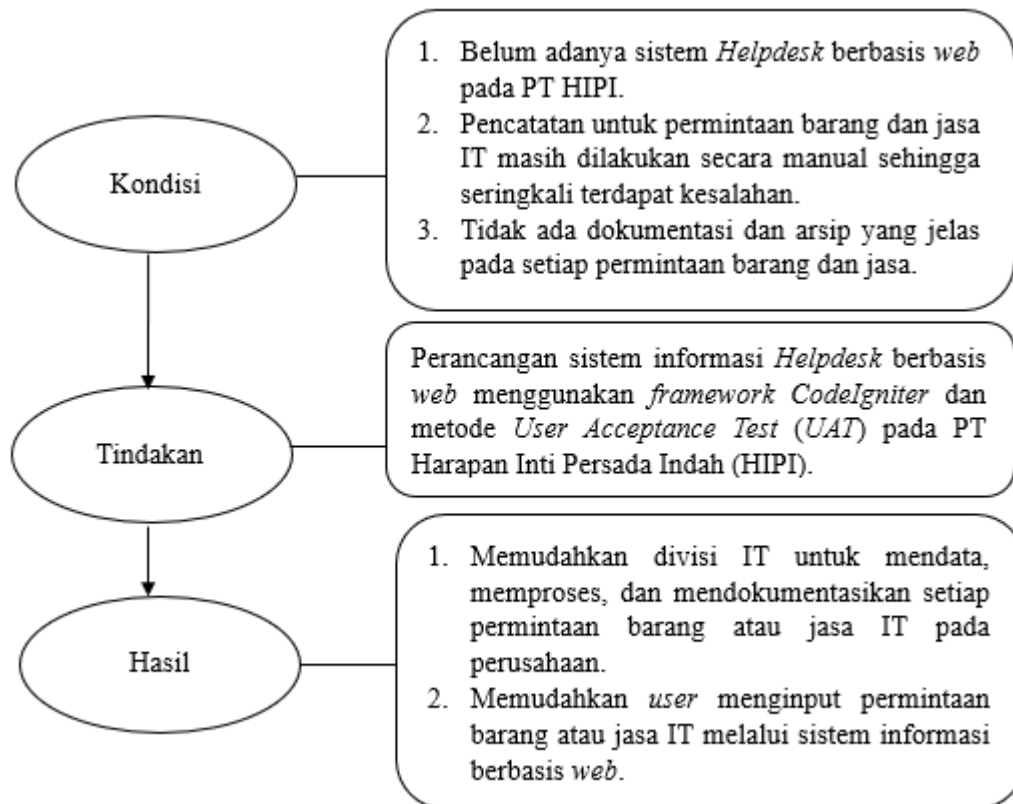 Kondisi
1. Belum adanya sistem Helpdesk berbasis web
pada PT HIPI.
2. Pencatatan untuk permintaan barang dan jasa
IT masih dilakukan secara manual sehingga
seringkali terdapat kesalahan.
3. Tidak ada dokumentasi dan arsip yang jelas
pada setiap permintaan barang dan jasa.
Tindakan
Perancangan sistem informasi Helpdesk berbasis
web menggunakan framework CodeIgniter dan
metode User Acceptance Test (UAT) pada PT
Harapan Inti Persada Indah (HIPI).
Hasil
1. Memudahkan divisi IT untuk mendata,
memproses, dan mendokumentasikan setiap
permintaan barang atau jasa IT pada
perusahaan.
2. Memudahkan user menginput permintaan
barang atau jasa IT melalui sistem informasi
berbasis web.